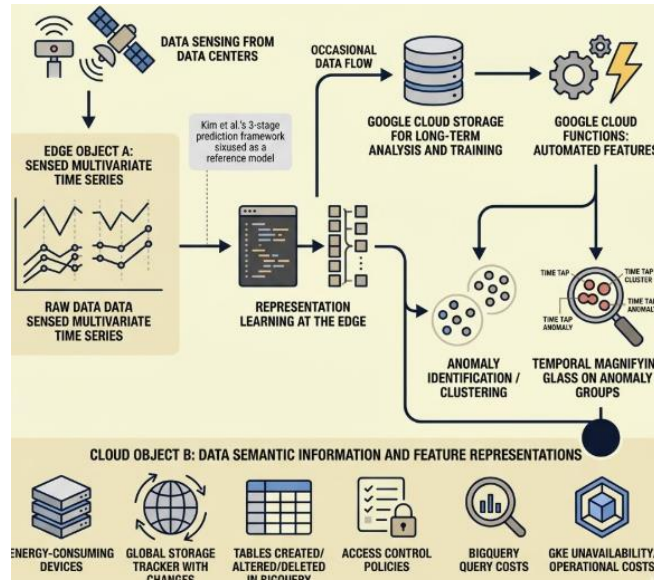 DATA SENSING FROM
DATA CENTERS
OCCASIONAL
DATA FLOW
GOOGLE CLOUD STORAGE
FOR LONG-TERM
ANALYSIS AND TRAINING
GOOGLE CLOUD
FUNCTIONS:
AUTOMATED FEATURES
EDGE OBJECT A:
SENSED MULTIVARIATE
TIME SERIES
Kim et al.'s 3-stage
prediction framework
sixused as a
reference model
RAW DATA DATA
SENSED MULTIVARIATE
TIME SERIES
REPRESENTATION
LEARNING AT THE EDGE
ANOMALY
IDENTIFICATION /
CLUSTERING
TIME TAP
TIME TAP
CLUSTER
TIME TAP
ANOMALY
TIME TAP
ANOMALY
TEMPORAL MAGNIFYIN
GLASS ON ANOMALY
GROUPS
CLOUD OBJECT B: DATA SEMANTIC INFORMATION AND FEATURE REPRESENTATIONS
ENERGY-CONSUMING
DEVICES
GLOBAL STORAGE
TRACKER WITH
CHANGES
TABLES CREATED/
ALTERED/DELETED
IN BIGQUERY
ACCESS CONTROL
POLICIES
BIGQUERY
QUERY COSTS
GKE UNAVAILABILITY/
OPERATIONAL COSTS